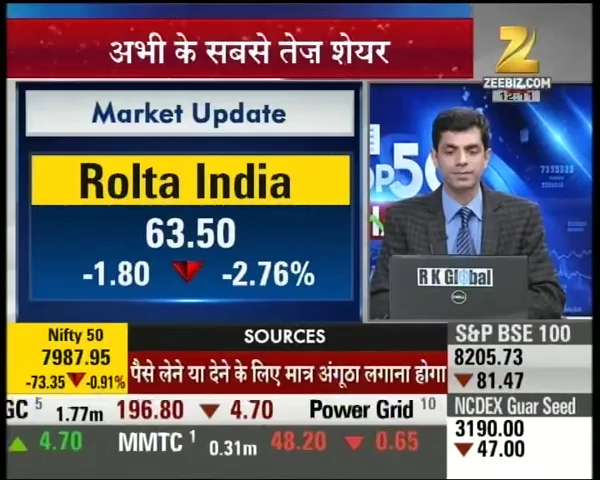 अभी के सबसे तेज़ शेयर
Z
ZEEBIZ.COM
12:11
Market Update
Rolta India
63.50
-1.80 -2.76%
OP50
R K Global
DELL
Nifty 50
7987.95
-73.35 -0.91%
SOURCES
पैसे लेने या देने के लिए मात्र अंगूठा लगाना होगा
S&P BSE 100
8205.73
81.47
NCDEX Guar Seed
3190.00
47.00
GC 5 1.77m 196.80 4.70 Power Grid 10
4.70 MMTC 1 0.31m 48.20 0.65